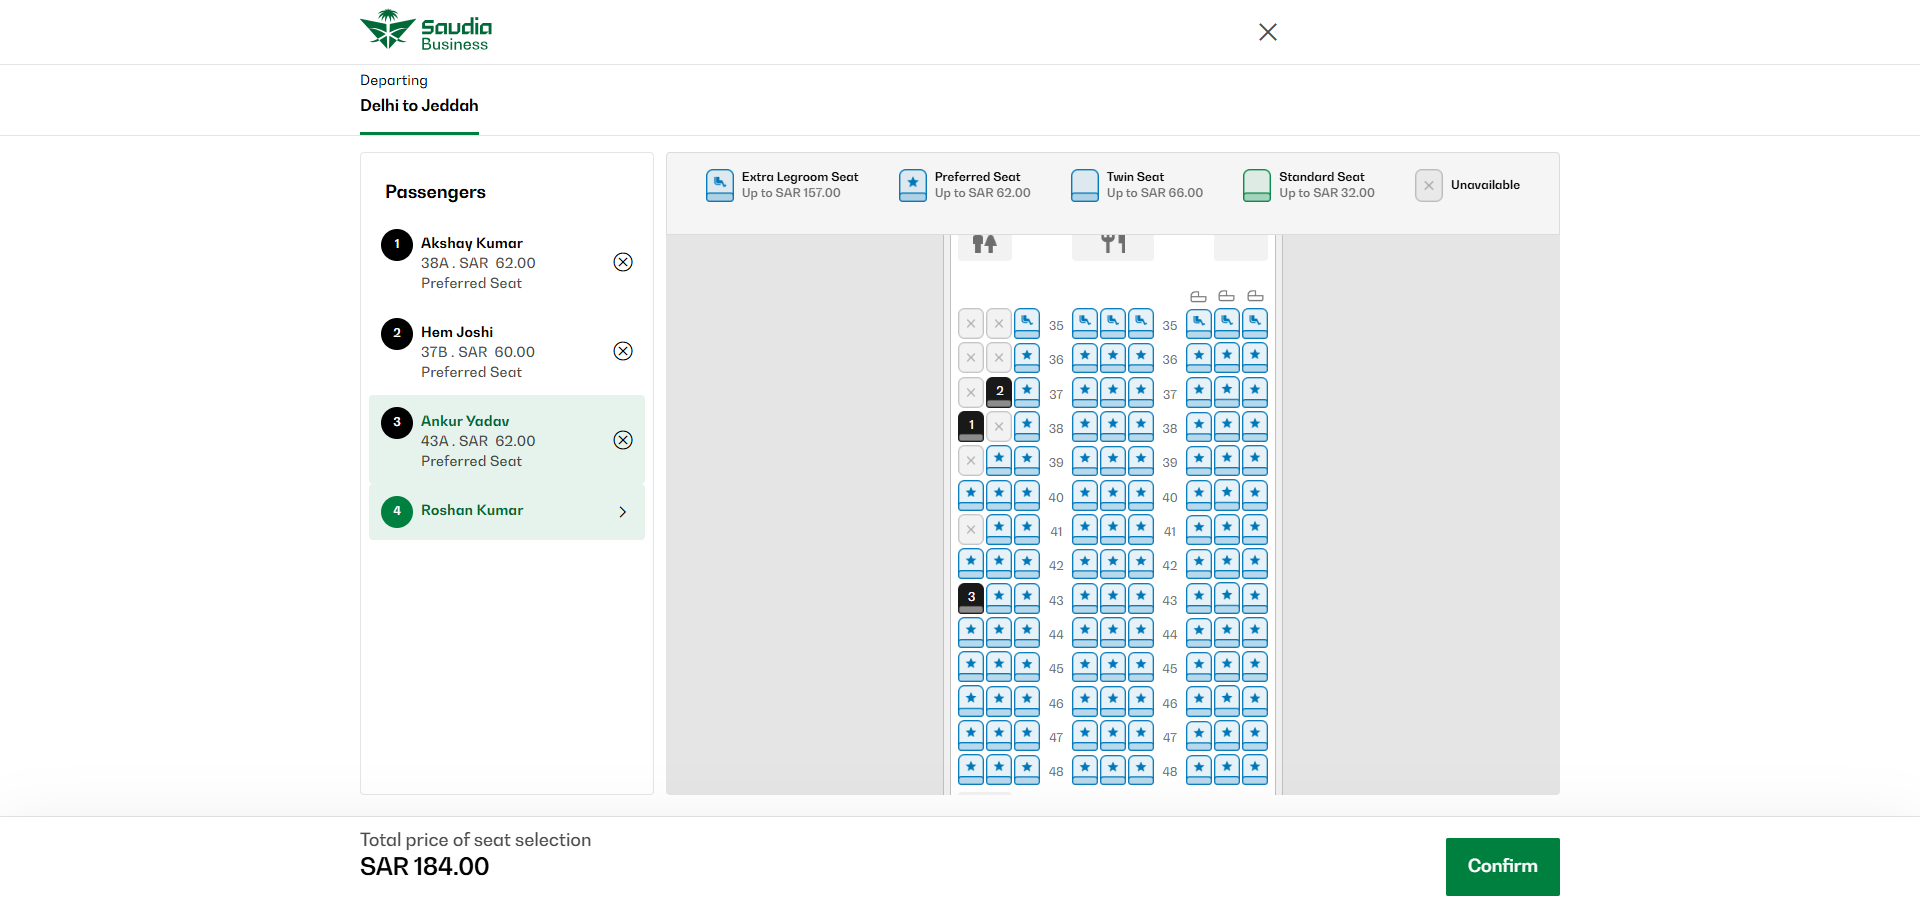 Saudia
Business
Departing
Delhi to Jeddah
Passengers
1 Akshay Kumar
38A . SAR 62.00
Preferred Seat
2 Hem Joshi
37B . SAR 60.00
Preferred Seat
3 Ankur Yadav
43A . SAR 62.00
Preferred Seat
4 Roshan Kumar
Extra Legroom Seat
Up to SAR 157.00
Preferred Seat
Up to SAR 62.00
Twin Seat
Up to SAR 66.00
Standard Seat
Up to SAR 32.00
Unavailable
35 35
36 36
2 37 37
1 38 38
39 39
40 40
41 41
42 42
3 43 43
44 44
45 45
46 46
47 47
48 48
Total price of seat selection
SAR 184.00
Confirm